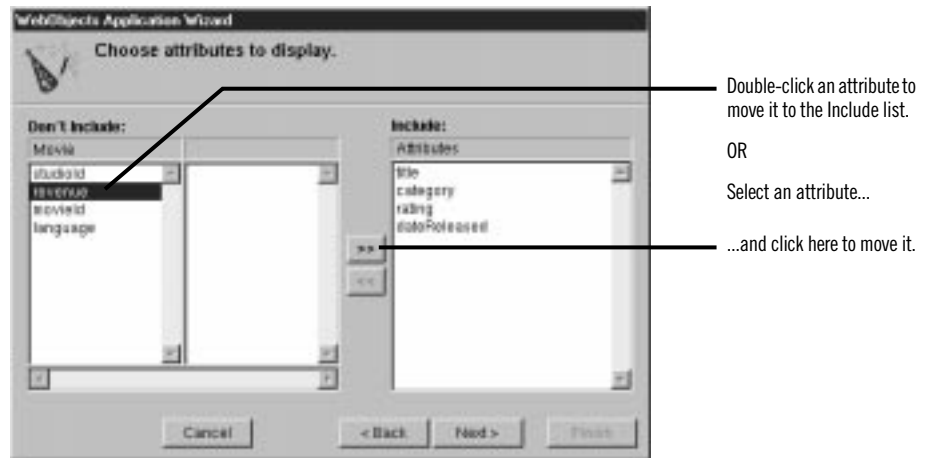 WebObjects Application Wizard
Choose attributes to display.
Don't Include:
Movie
studioId
revenue
movieId
language
Include:
Attributes
title
category
rating
dateReleased
>>
<<
Cancel
< Back
Next >
Finish
Double-click an attribute to
move it to the Include list.
OR
Select an attribute...
...and click here to move it.